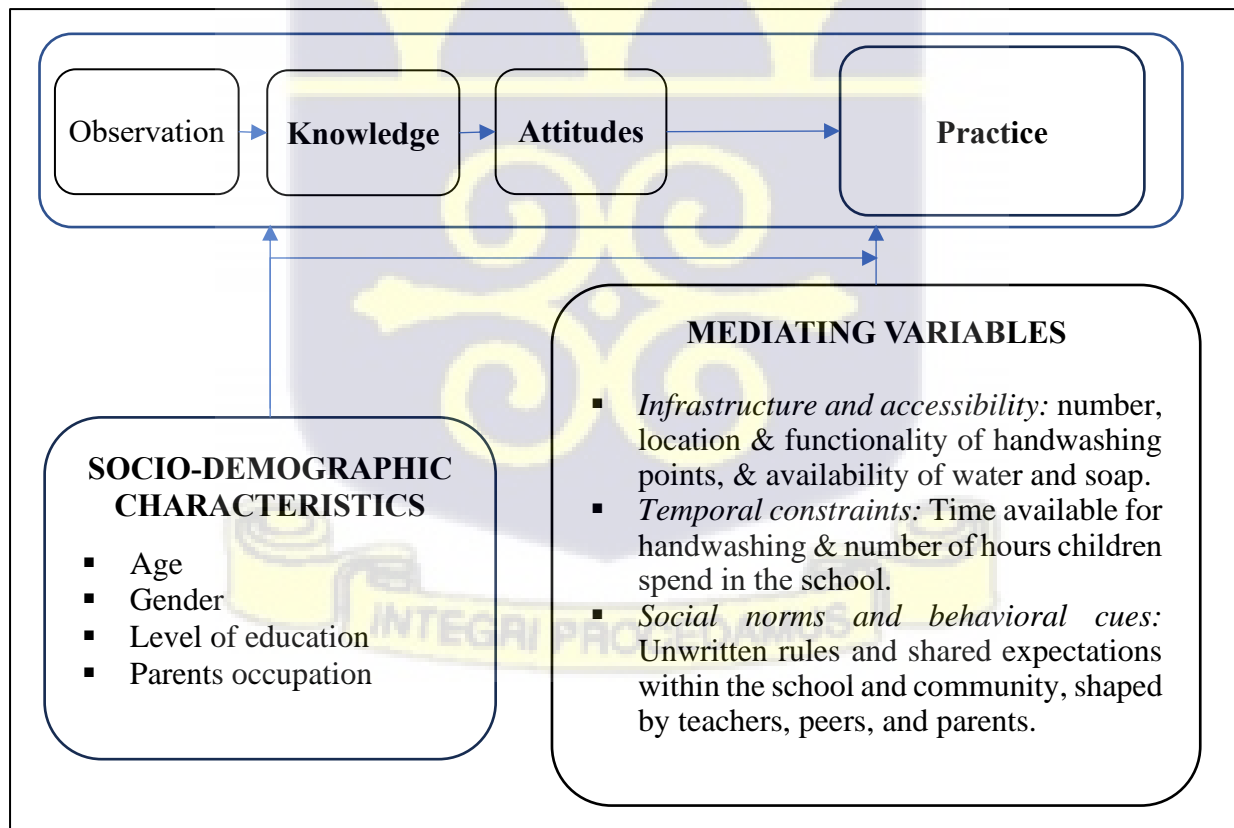 Observation
Knowledge
Attitudes
Practice
MEDIATING VARIABLES
▪ Infrastructure and accessibility: number,
location & functionality of handwashing
points, & availability of water and soap.
▪ Temporal constraints: Time available for
handwashing & number of hours children
spend in the school.
▪ Social norms and behavioral cues:
Unwritten rules and shared expectations
within the school and community, shaped
by teachers, peers, and parents.
SOCIO-DEMOGRAPHIC
CHARACTERISTICS
▪ Age
▪ Gender
▪ Level of education
▪ Parents occupation
INTEGRI PROCEDAMUS